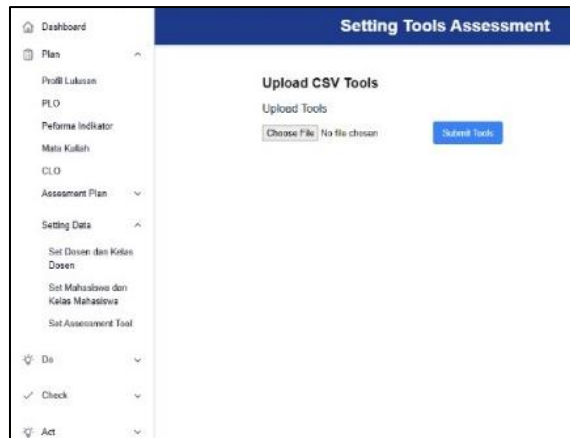 Dashboard
Setting Tools Assessment
Plan
Profil Lulusan
PLO
Peforma Indikator
Mata Kuliah
CLO
Assesment Plan
Setting Data
Set Dosen dan Kelas
Dosen
Set Mahasiswa dan
Kelas Mahasiswa
Set Assessment Tool
Do
Check
Act
Upload CSV Tools
Upload Tools
Choose File No file chosen
Submit Tools